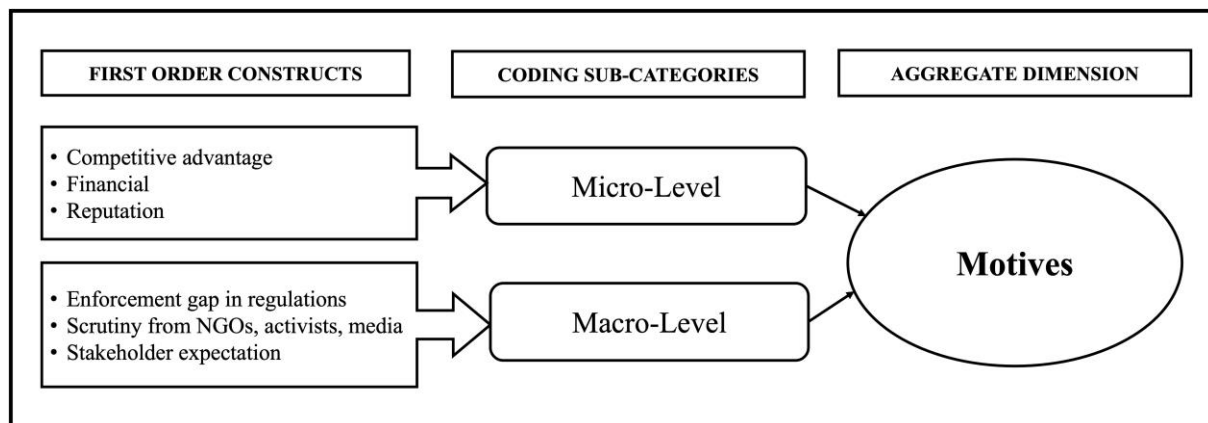 FIRST ORDER CONSTRUCTS
CODING SUB-CATEGORIES
AGGREGATE DIMENSION
• Competitive advantage
• Financial
• Reputation
Micro-Level
• Enforcement gap in regulations
• Scrutiny from NGOs, activists, media
• Stakeholder expectation
Macro-Level
Motives